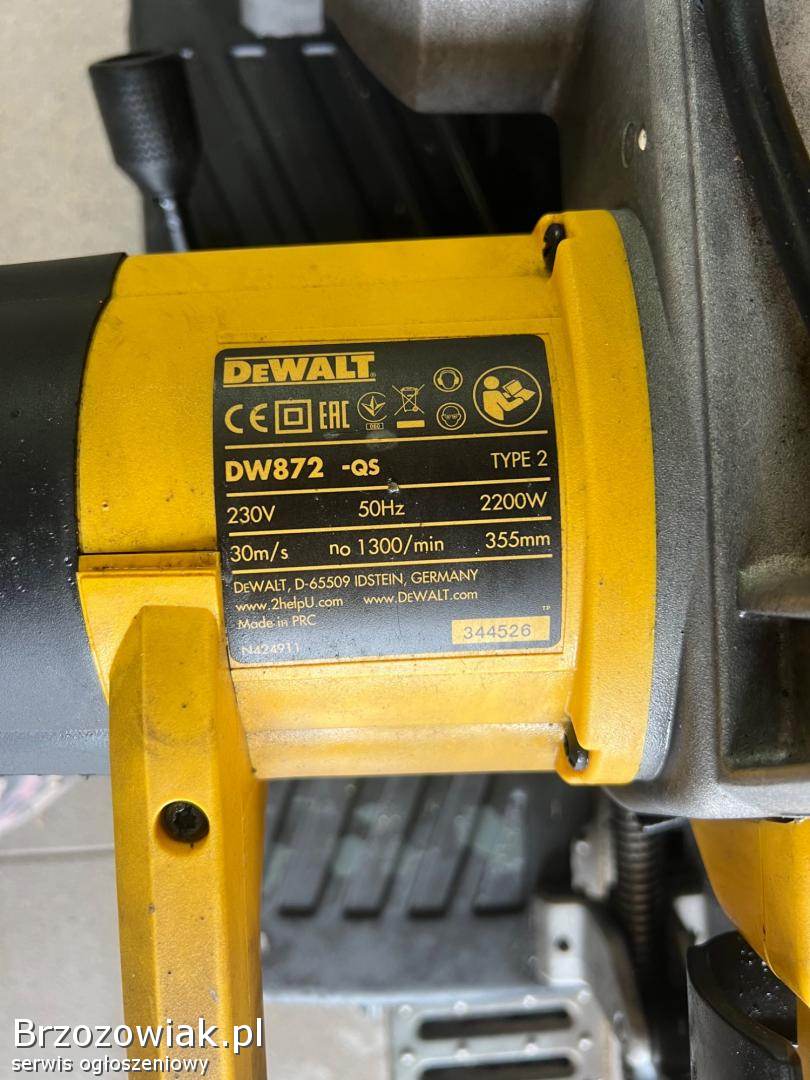 DEWALT
CE EAC
DW872 -QS TYPE 2
230V 50Hz 2200W
30m/s no 1300/min 355mm
DEWALT, D-65509 IDSTEIN, GERMANY
www.2helpU.com www.DEWALT.com
Made in PRC
TP
344526
N424911
Brzozowiak.pl
serwis ogłoszeniowy